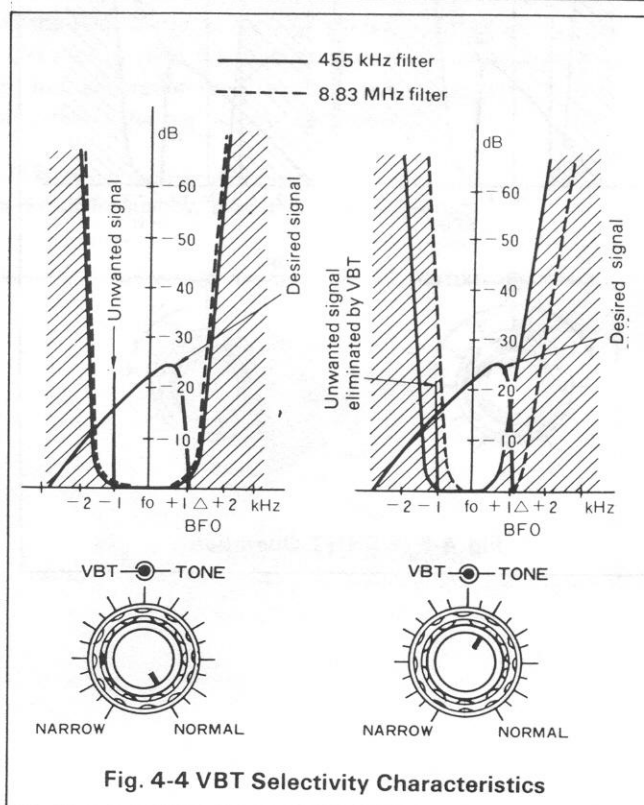 455 kHz filter
8.83 MHz filter
dB
−60
−50
−40
−30
−20
−10
Unwanted signal
Desired signal
−2 −1 fo +1 △ +2 kHz
BFO
dB
−60
−50
−40
−30
−20
−10
Unwanted signal
eliminated by VBT
Desired signal
−2 −1 fo +1 △ +2 kHz
BFO
VBT TONE
NARROW NORMAL
VBT TONE
NARROW NORMAL
Fig. 4-4 VBT Selectivity Characteristics